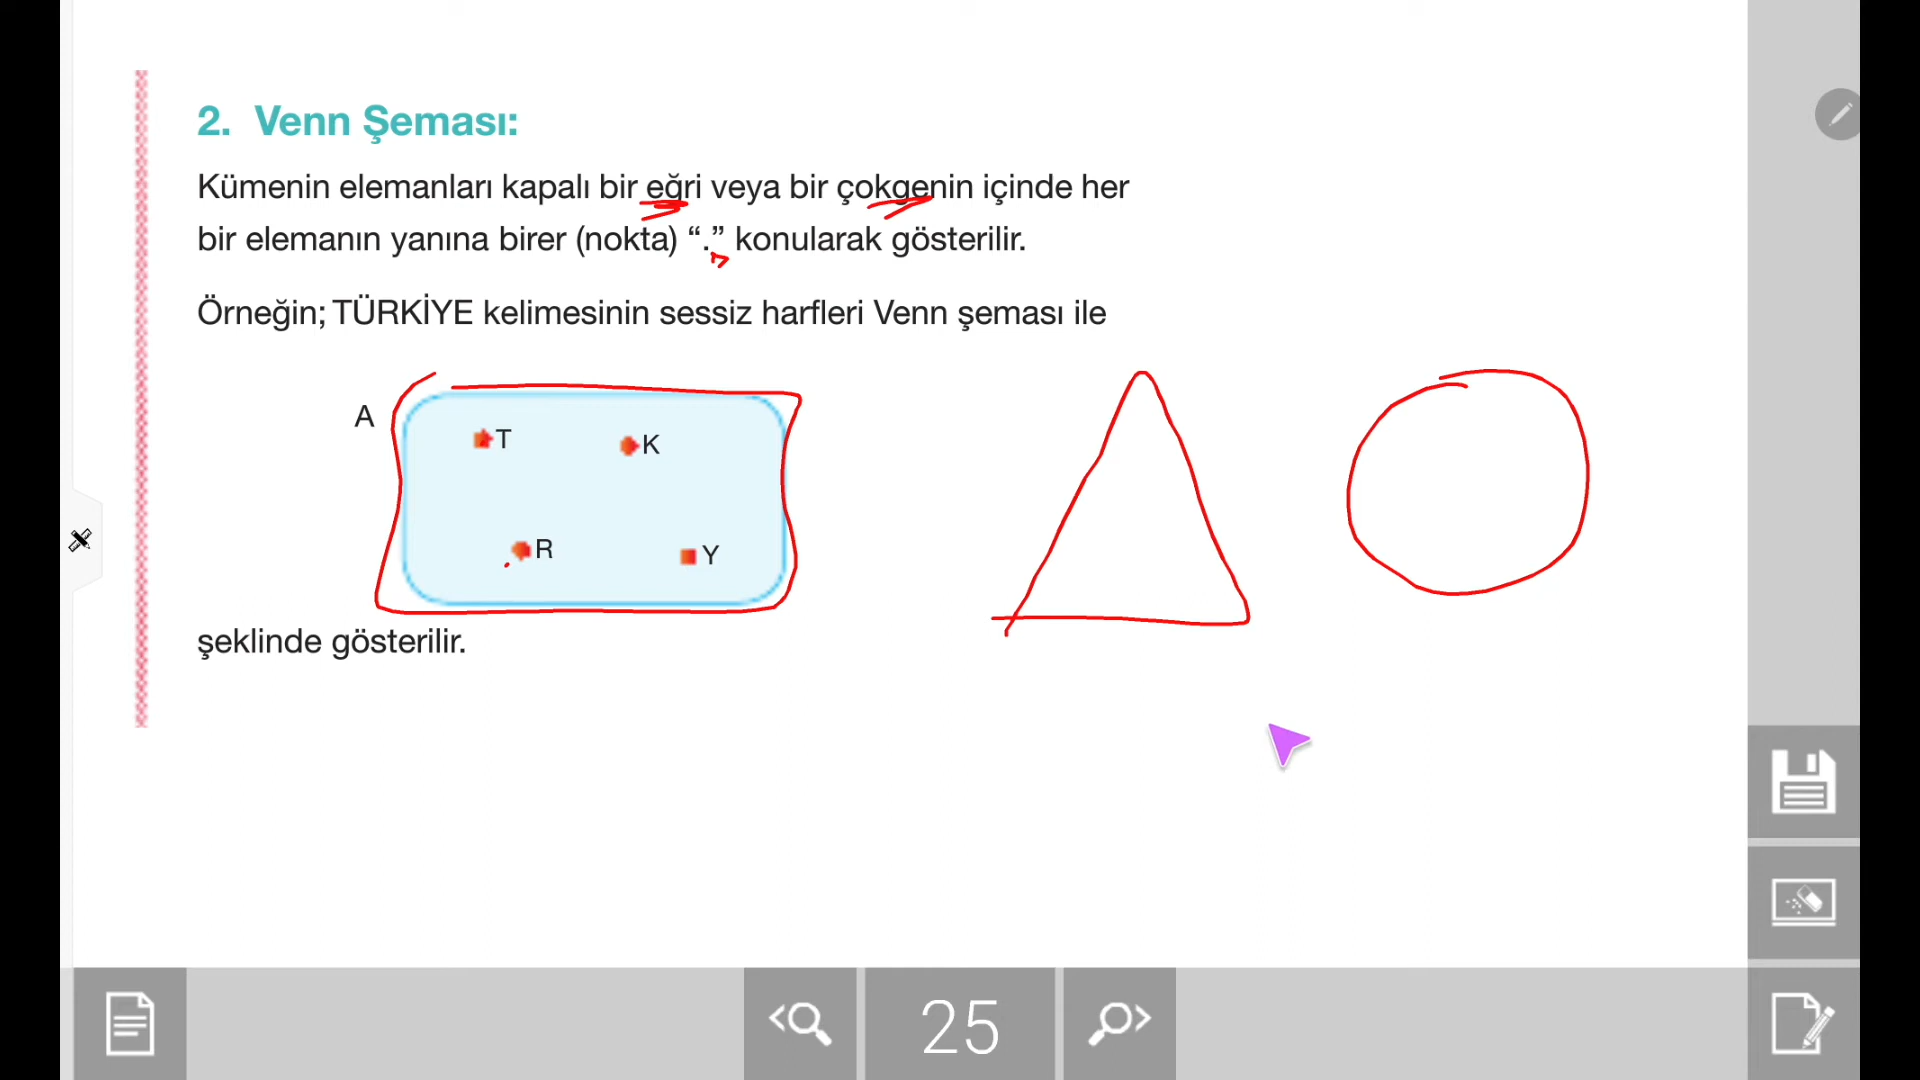 2. Venn Şeması:
Kümenin elemanları kapalı bir eğri veya bir çokgenin içinde her
bir elemanın yanına birer (nokta) “.” konularak gösterilir.
Örneğin; TÜRKİYE kelimesinin sessiz harfleri Venn şeması ile
A
T K
R Y
şeklinde gösterilir.
25